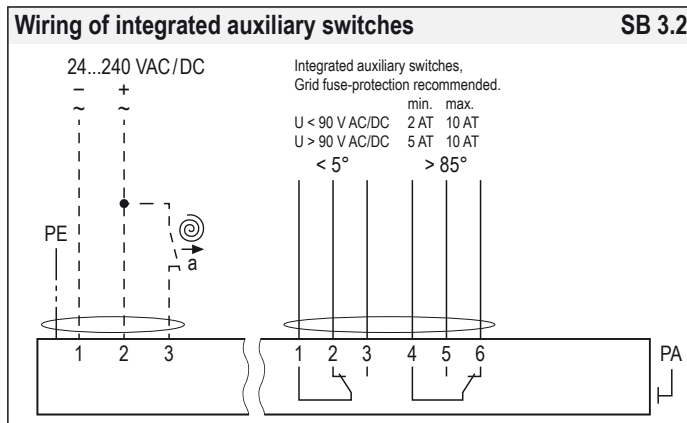 Wiring of integrated auxiliary switches SB 3.2
24...240 VAC/DC
– +
~ ~
Integrated auxiliary switches,
Grid fuse-protection recommended.
min. max.
U < 90 V AC/DC 2 AT 10 AT
U > 90 V AC/DC 5 AT 10 AT
< 5° > 85°
PE
a
1 2 3 1 2 3 4 5 6 PA